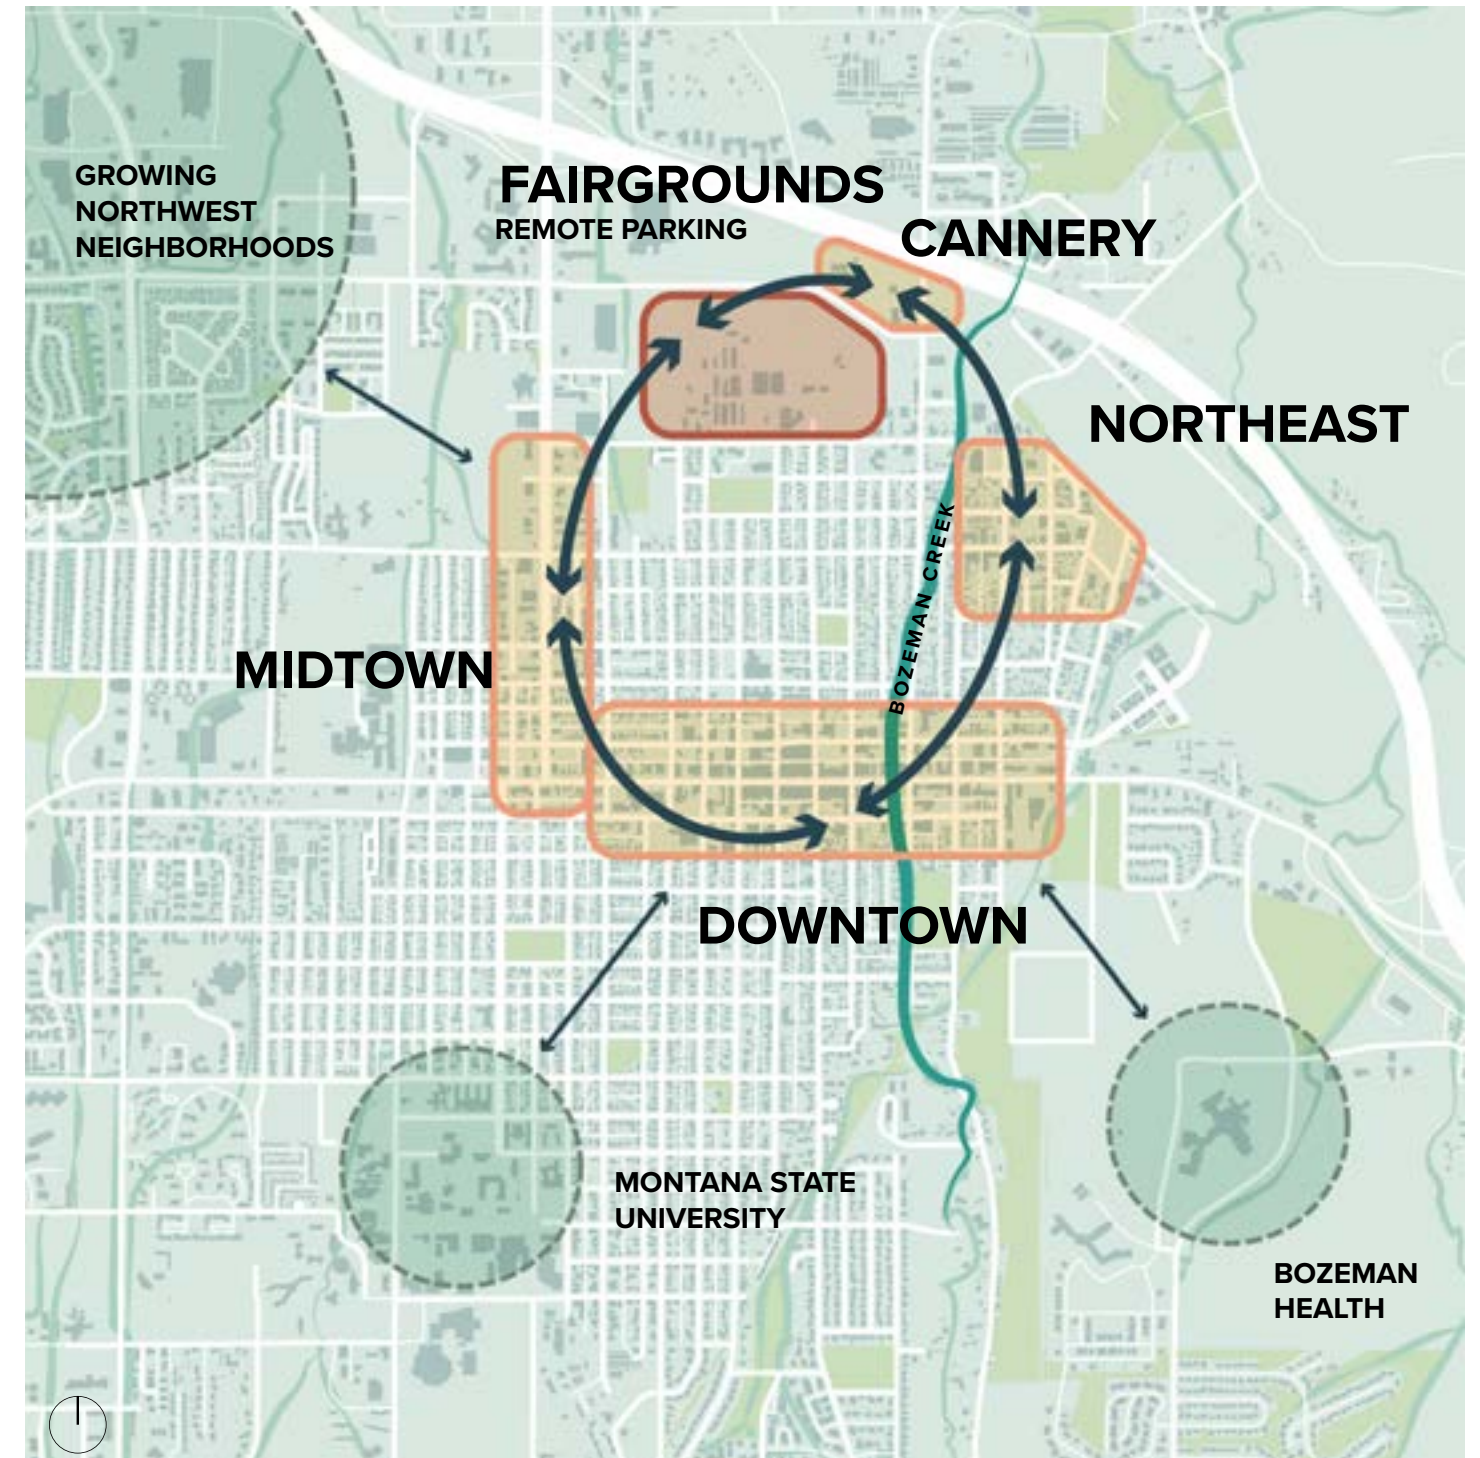 GROWING
NORTHWEST
NEIGHBORHOODS
FAIRGROUNDS
REMOTE PARKING
CANNERY
NORTHEAST
BOZEMAN CREEK
MIDTOWN
DOWNTOWN
MONTANA STATE
UNIVERSITY
BOZEMAN
HEALTH